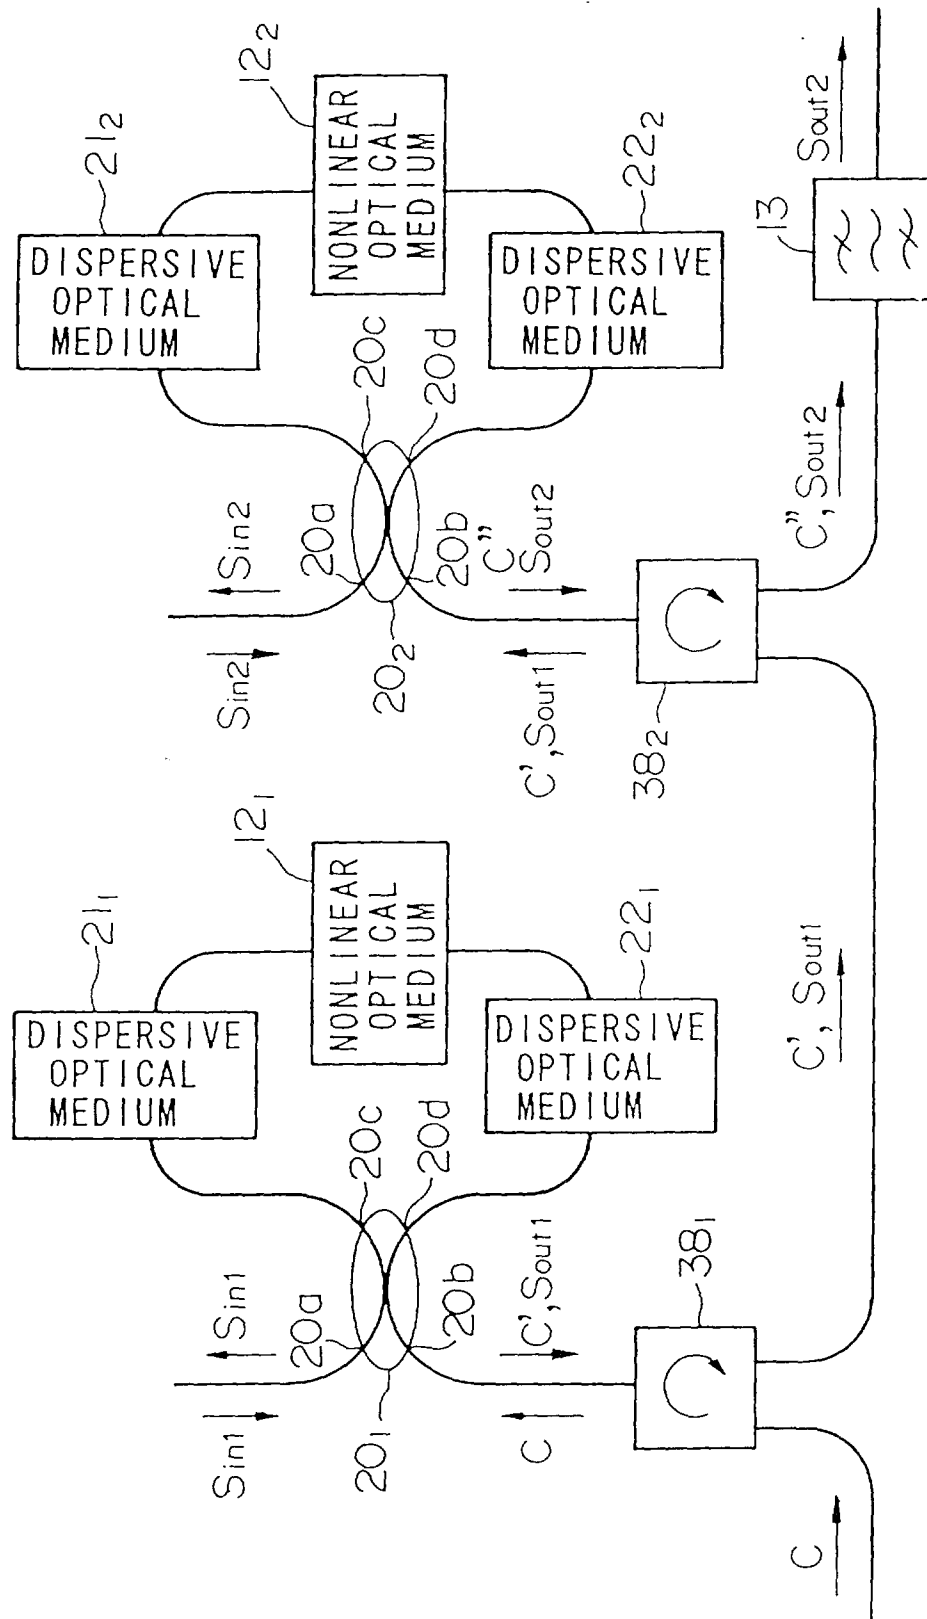 21₁
DISPERSIVE
OPTICAL
MEDIUM
12₁
NONLINEAR
OPTICAL
MEDIUM
22₁
DISPERSIVE
OPTICAL
MEDIUM
Sin1
Sin1
20a
20c
20d
20b
20₁
C
C', Sout1
38₁
C
C', Sout1
21₂
DISPERSIVE
OPTICAL
MEDIUM
12₂
NONLINEAR
OPTICAL
MEDIUM
22₂
DISPERSIVE
OPTICAL
MEDIUM
Sin2
Sin2
20a
20c
20d
20b
20₂
C', Sout1
C"
Sout2
38₂
C", Sout2
13
Sout2